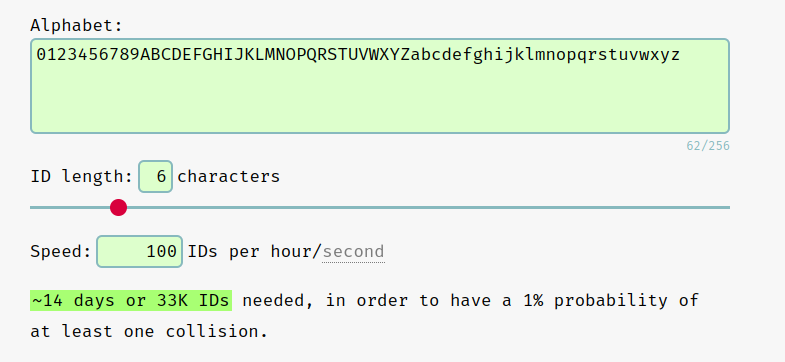 Alphabet:
0123456789ABCDEFGHIJKLMNOPQRSTUVWXYZabcdefghijklmnopqrstuvwxyz
62/256
ID length: 6 characters
Speed: 100 IDs per hour/second
~14 days or 33K IDs needed, in order to have a 1% probability of
at least one collision.